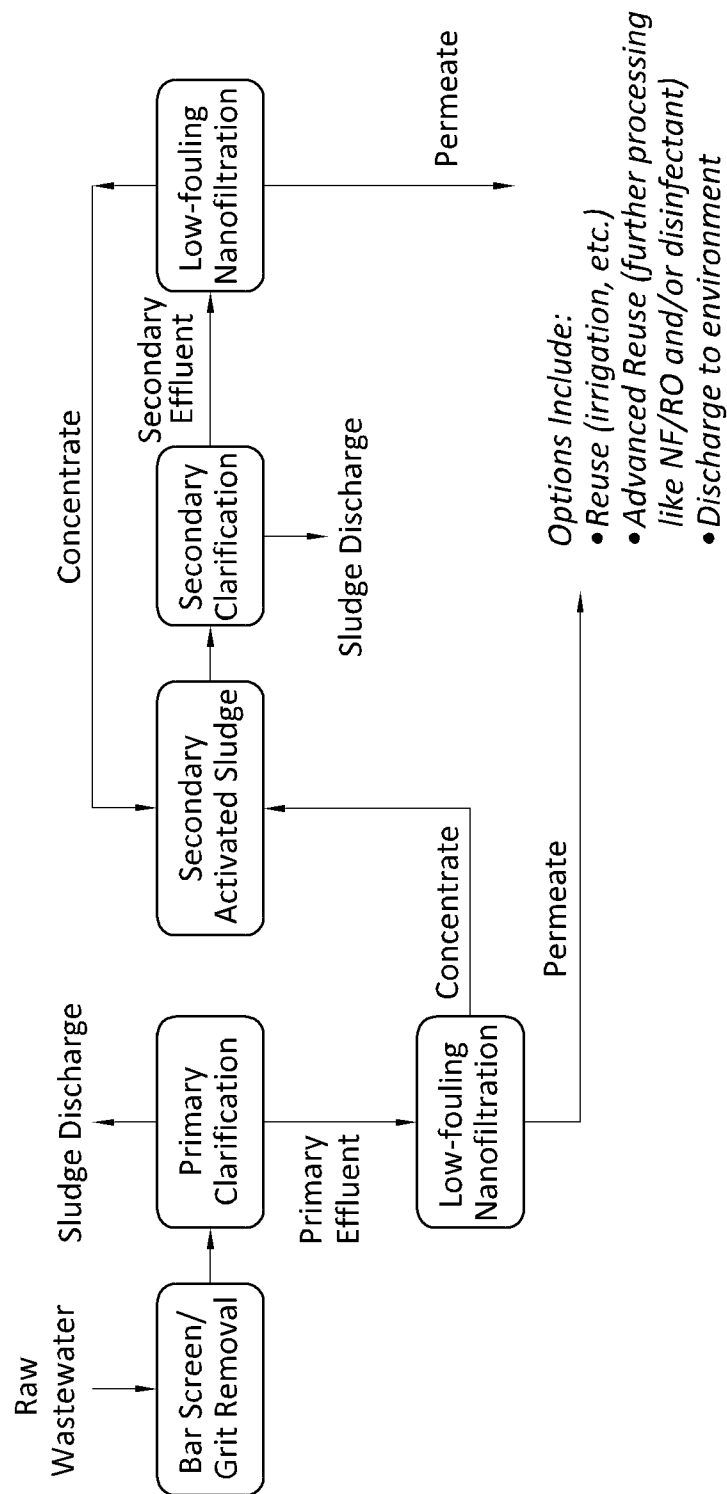 Raw
Wastewater
Bar Screen/
Grit Removal
Sludge Discharge
Primary
Clarification
Primary
Effluent
Low-fouling
Nanofiltration
Concentrate
Permeate
Secondary
Activated Sludge
Concentrate
Secondary
Clarification
Sludge Discharge
Secondary
Effluent
Low-fouling
Nanofiltration
Permeate
Options Include:
•Reuse (irrigation, etc.)
•Advanced Reuse (further processing
like NF/RO and/or disinfectant)
•Discharge to environment